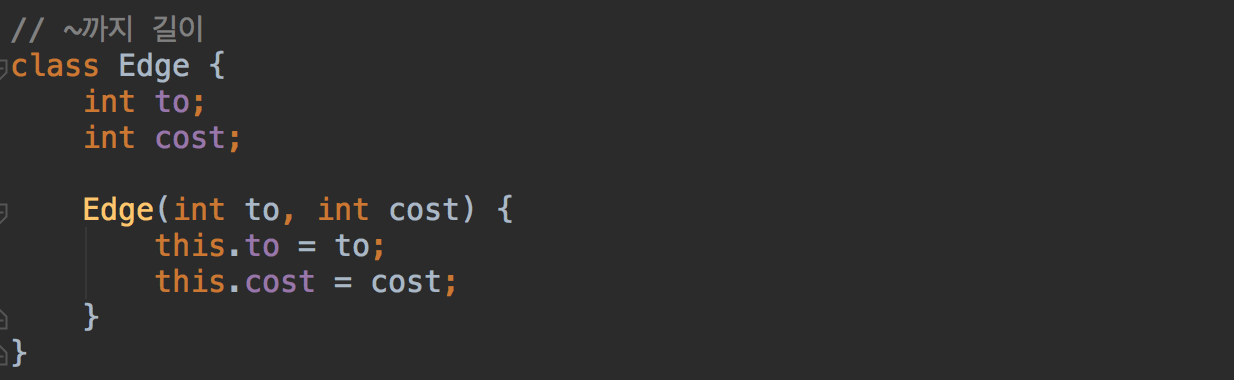 // ~까지 길이
class Edge {
    int to;
    int cost;

    Edge(int to, int cost) {
        this.to = to;
        this.cost = cost;
    }
}